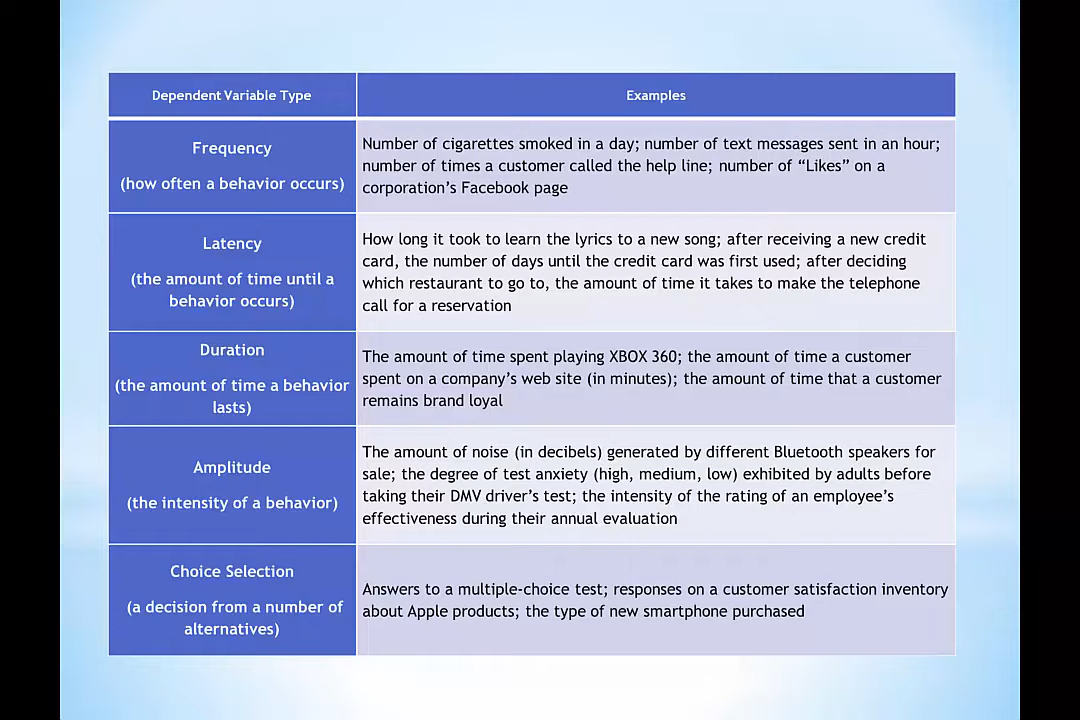 Dependent Variable Type
Examples
Frequency
(how often a behavior occurs)
Number of cigarettes smoked in a day; number of text messages sent in an hour;
number of times a customer called the help line; number of “Likes” on a
corporation’s Facebook page
Latency
(the amount of time until a
behavior occurs)
How long it took to learn the lyrics to a new song; after receiving a new credit
card, the number of days until the credit card was first used; after deciding
which restaurant to go to, the amount of time it takes to make the telephone
call for a reservation
Duration
(the amount of time a behavior
lasts)
The amount of time spent playing XBOX 360; the amount of time a customer
spent on a company’s web site (in minutes); the amount of time that a customer
remains brand loyal
Amplitude
(the intensity of a behavior)
The amount of noise (in decibels) generated by different Bluetooth speakers for
sale; the degree of test anxiety (high, medium, low) exhibited by adults before
taking their DMV driver’s test; the intensity of the rating of an employee’s
effectiveness during their annual evaluation
Choice Selection
(a decision from a number of
alternatives)
Answers to a multiple-choice test; responses on a customer satisfaction inventory
about Apple products; the type of new smartphone purchased